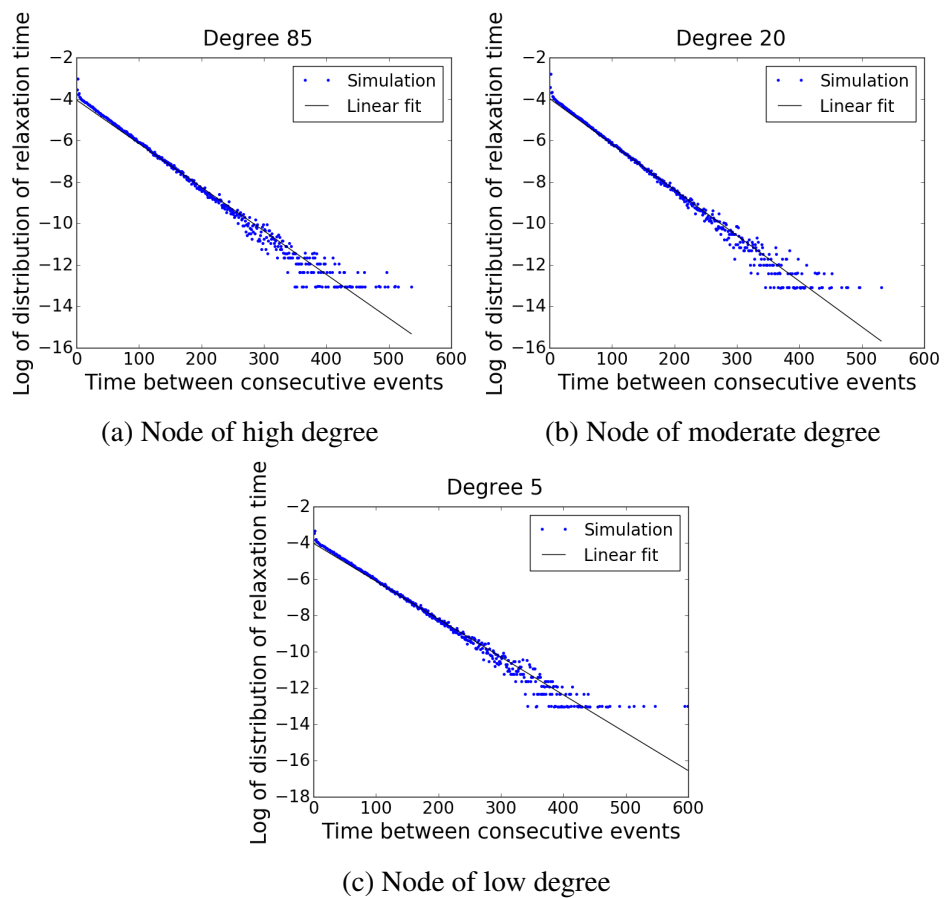 Degree 85
Log of distribution of relaxation time
−2
−4
−6
−8
−10
−12
−14
−16
Simulation
Linear fit
0 100 200 300 400 500 600
Time between consecutive events
(a) Node of high degree
Degree 20
Log of distribution of relaxation time
−2
−4
−6
−8
−10
−12
−14
−16
Simulation
Linear fit
0 100 200 300 400 500 600
Time between consecutive events
(b) Node of moderate degree
Degree 5
Log of distribution of relaxation time
−2
−4
−6
−8
−10
−12
−14
−16
−18
Simulation
Linear fit
0 100 200 300 400 500 600
Time between consecutive events
(c) Node of low degree